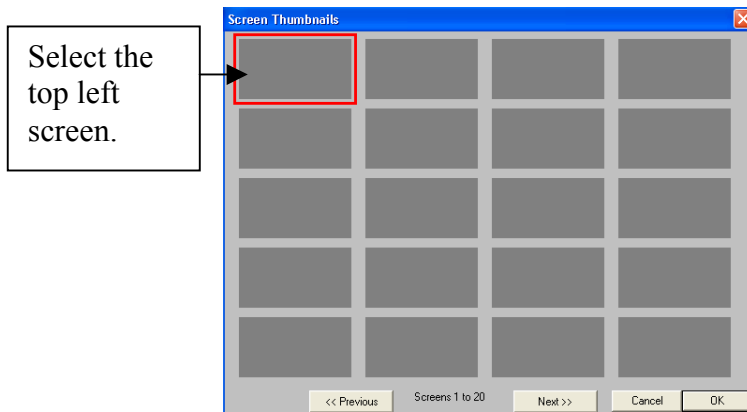 Screen Thumbnails
Select the
top left
screen.
<< Previous
Screens 1 to 20
Next >>
Cancel
OK